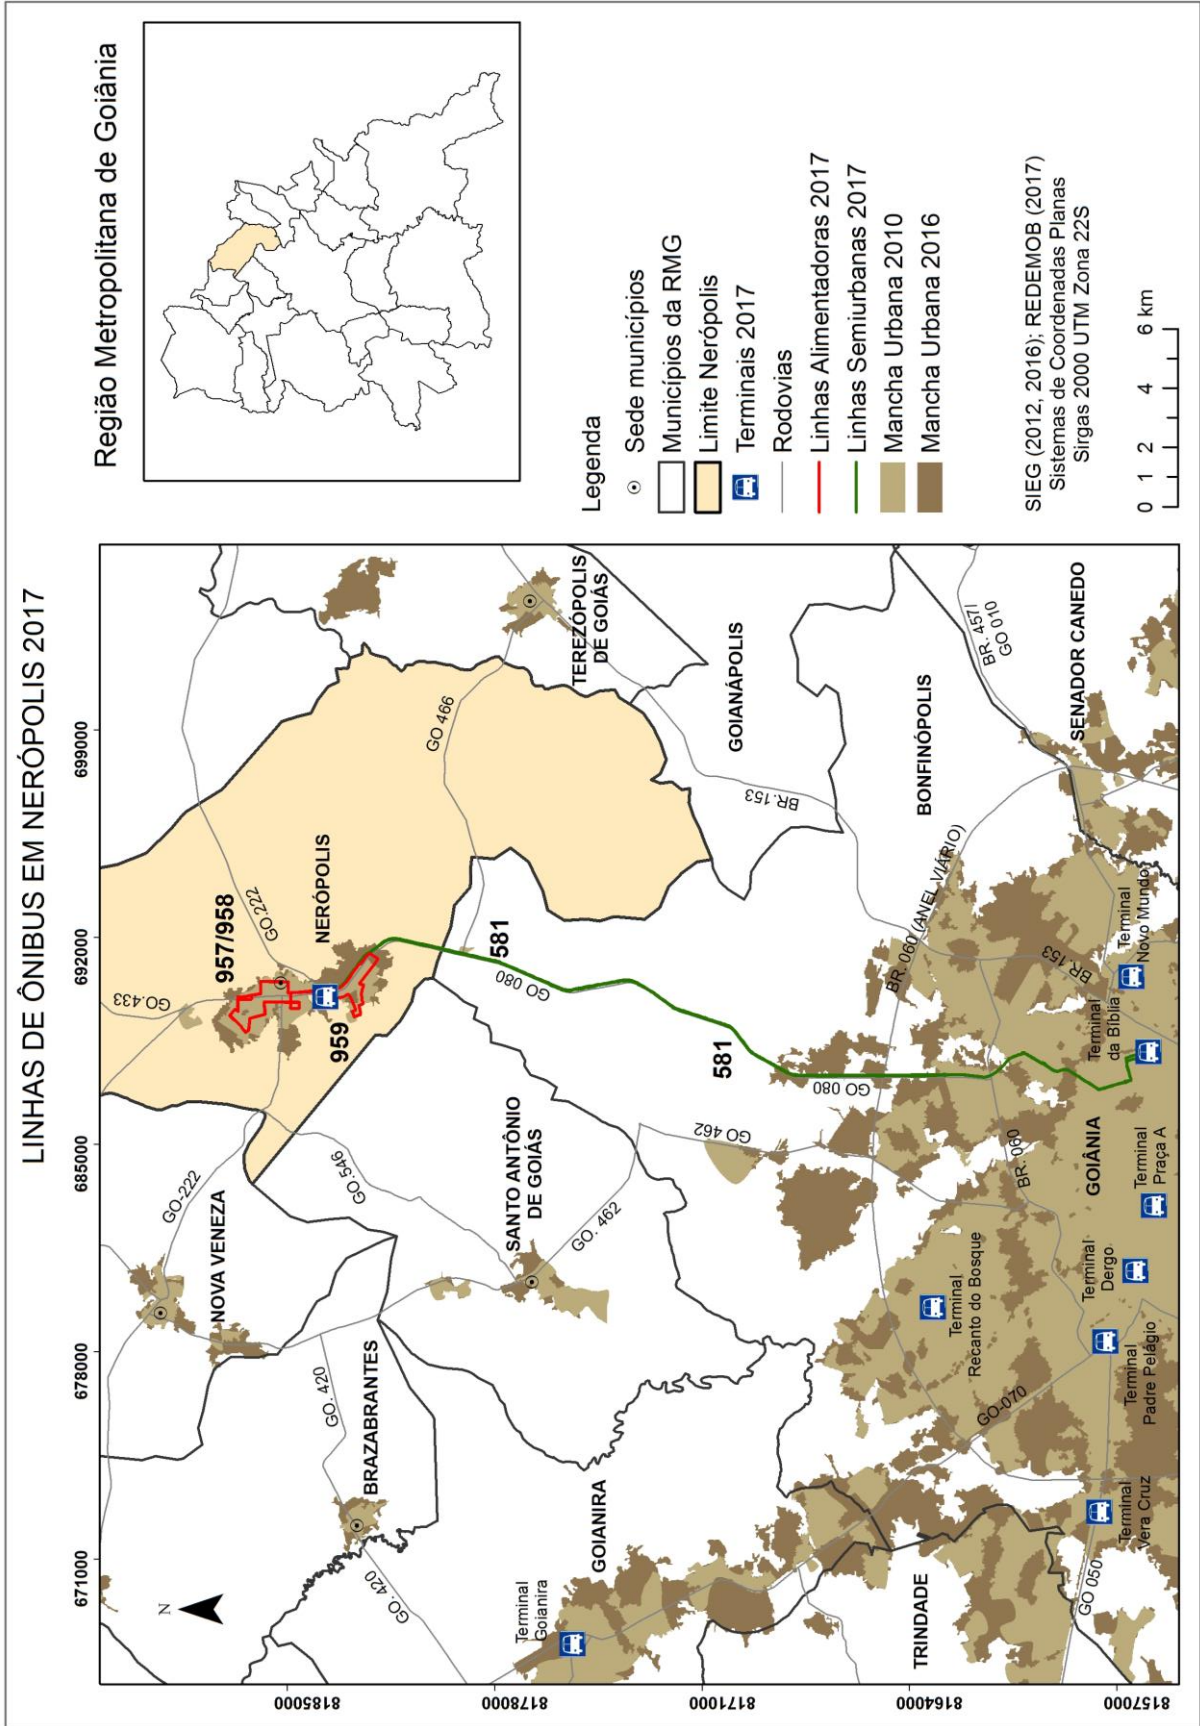 LINHAS DE ÔNIBUS EM NERÓPOLIS 2017
671000
678000
685000
692000
699000
8185000
8178000
8171000
8164000
8157000
N
GO-222
GO.433
957/958
GO.222
NOVA VENEZA
NERÓPOLIS
959
GO. 420
BRAZABRANTES
GO. 420
GO.546
GO 466
SANTO ANTÔNIO
DE GOIÁS
GO. 462
581
GO 080
TEREZÓPOLIS
DE GOIÁS
Terminal
Goianira
GOIANIRA
GO 462
581
GOIANÁPOLIS
BR.153
GO 080
BONFINÓPOLIS
BR. 060 (ANEL VIÁRIO)
TRINDADE
Terminal
Recanto do Bosque
GO-070
BR. 060
BR. 457/
GO 010
SENADOR CANEDO
GO 050
Terminal
Vera Cruz
Terminal
Padre Pelágio
Terminal
Dergo
GOIÂNIA
Terminal
Praça A
Terminal
da Bíblia
BR.153
Terminal
Novo Mundo
Região Metropolitana de Goiânia
Legenda
Sede municípios
Municípios da RMG
Limite Nerópolis
Terminais 2017
Rodovias
Linhas Alimentadoras 2017
Linhas Semiurbanas 2017
Mancha Urbana 2010
Mancha Urbana 2016
SIEG (2012, 2016); REDEMOB (2017)
Sistemas de Coordenadas Planas
Sirgas 2000 UTM Zona 22S
0 1 2 4 6 km